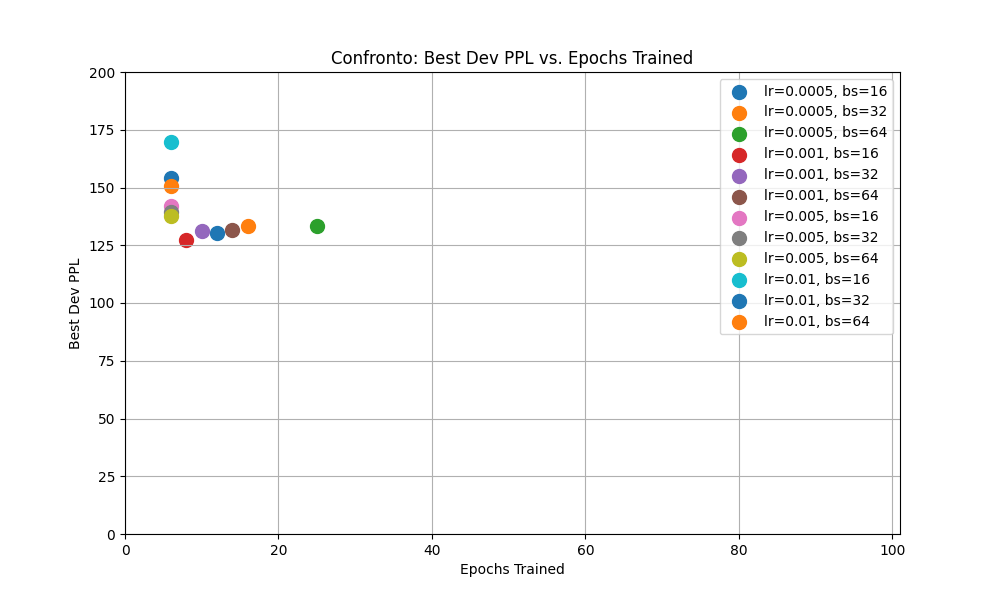 Confronto: Best Dev PPL vs. Epochs Trained
200
175
150
125
100
75
50
25
0
Best Dev PPL
lr=0.0005, bs=16
lr=0.0005, bs=32
lr=0.0005, bs=64
lr=0.001, bs=16
lr=0.001, bs=32
lr=0.001, bs=64
lr=0.005, bs=16
lr=0.005, bs=32
lr=0.005, bs=64
lr=0.01, bs=16
lr=0.01, bs=32
lr=0.01, bs=64
0 20 40 60 80 100
Epochs Trained